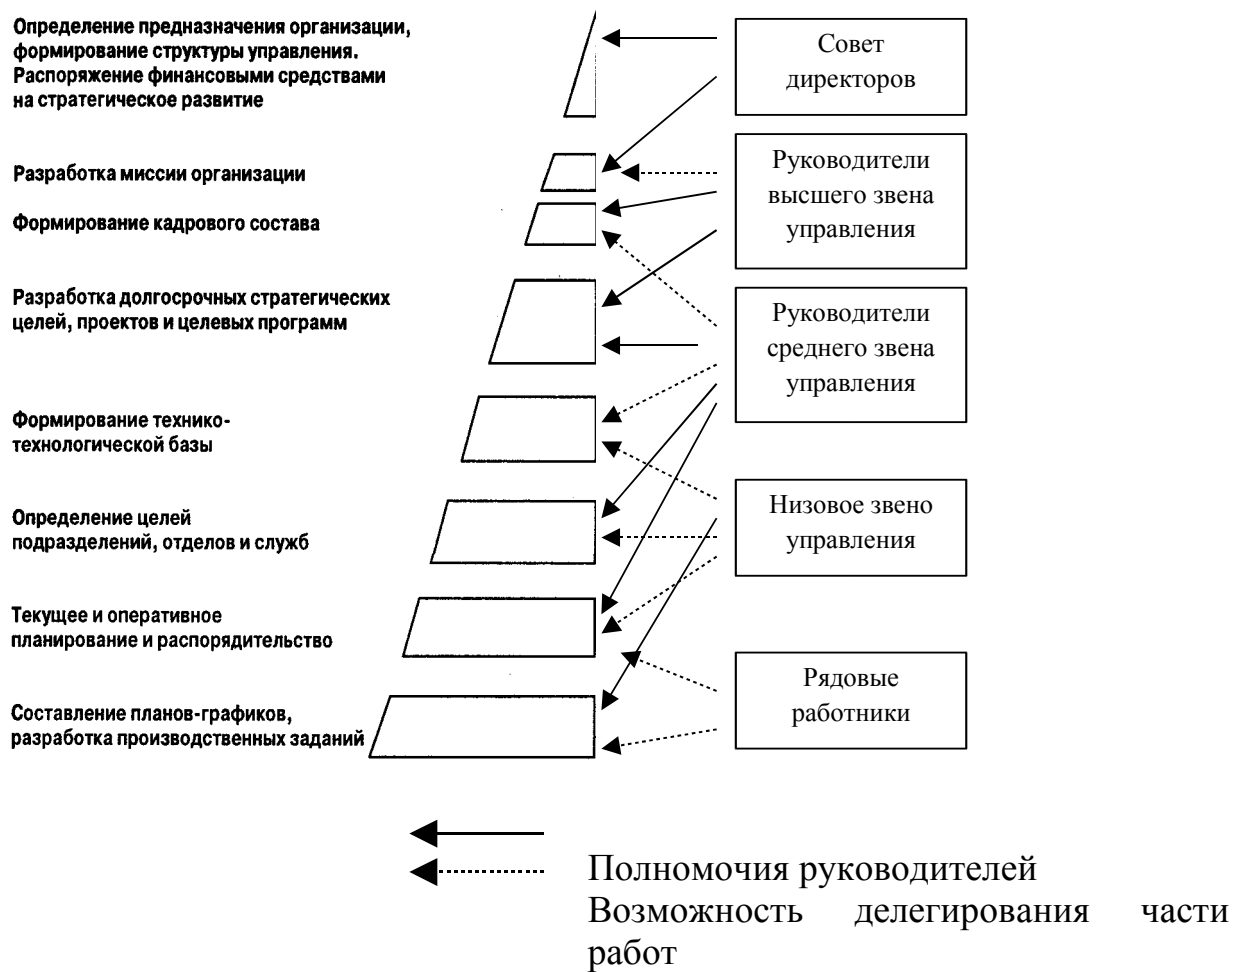 Определение предназначения организации,
формирование структуры управления.
Распоряжение финансовыми средствами
на стратегическое развитие
Разработка миссии организации
Формирование кадрового состава
Разработка долгосрочных стратегических
целей, проектов и целевых программ
Формирование технико-
технологической базы
Определение целей
подразделений, отделов и служб
Текущее и оперативное
планирование и распорядительство
Составление планов-графиков,
разработка производственных заданий
Совет
директоров
Руководители
высшего звена
управления
Руководители
среднего звена
управления
Низовое звено
управления
Рядовые
работники
Полномочия руководителей
Возможность делегирования части
работ